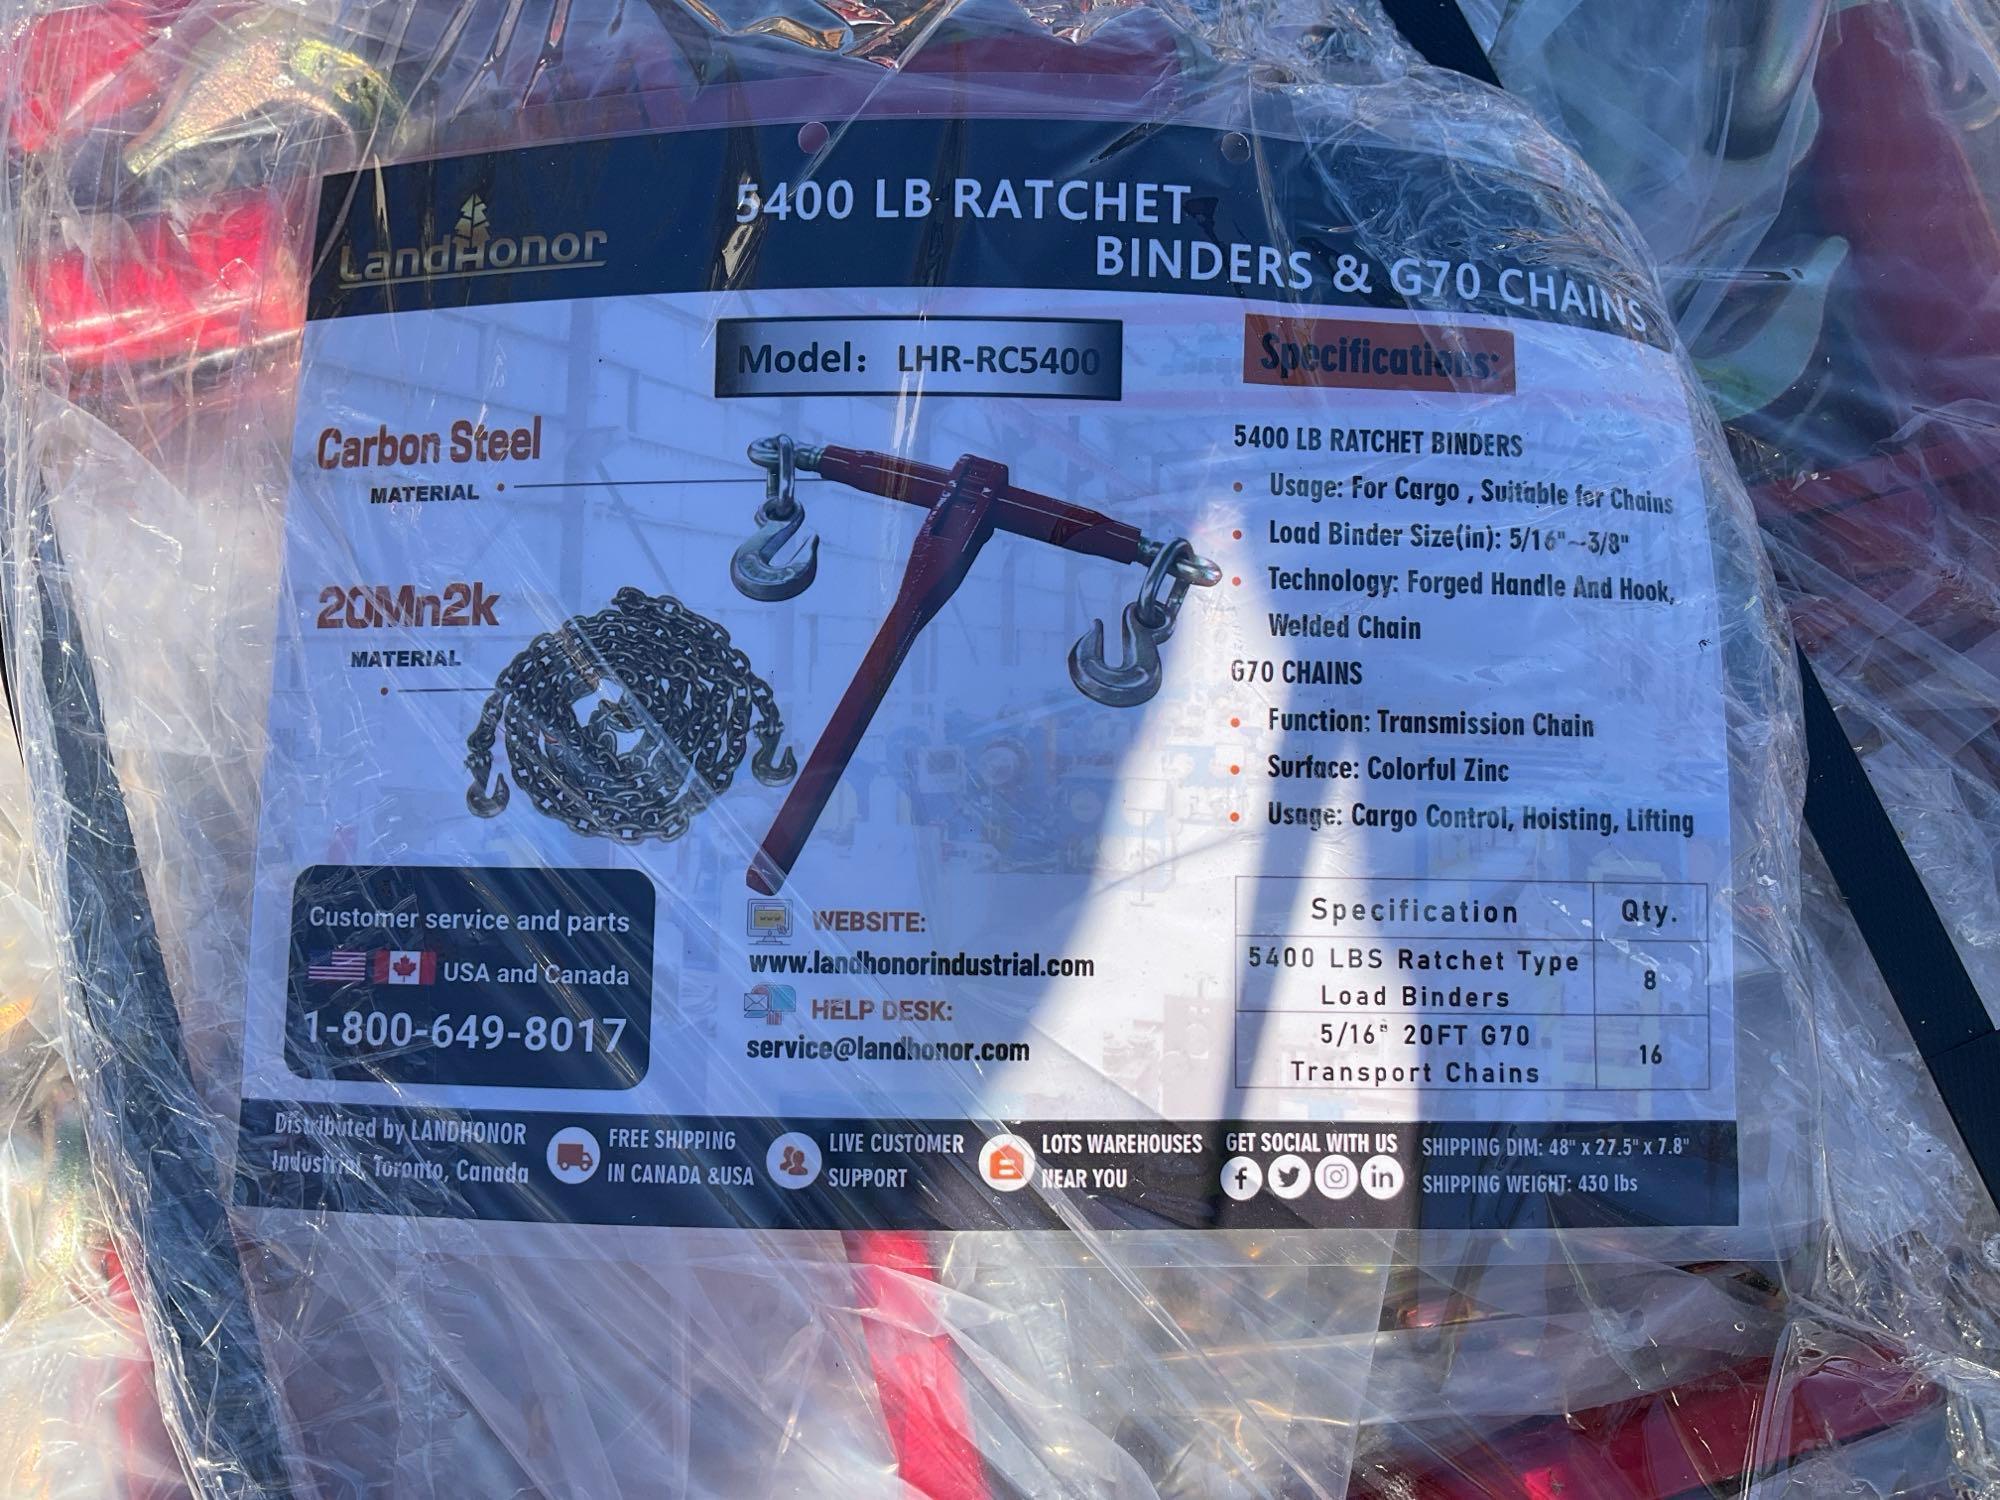 LandHonor
5400 LB RATCHET
BINDERS & G70 CHAINS
Model: LHR-RC5400
Specifications:
Carbon Steel
MATERIAL
20Mn2k
MATERIAL
5400 LB RATCHET BINDERS
• Usage: For Cargo , Suitable for Chains
• Load Binder Size(in): 5/16"~3/8"
• Technology: Forged Handle And Hook,
Welded Chain
G70 CHAINS
• Function: Transmission Chain
• Surface: Colorful Zinc
• Usage: Cargo Control, Hoisting, Lifting
Specification Qty.
5400 LBS Ratchet Type
Load Binders 8
5/16" 20FT G70
Transport Chains 16
Customer service and parts
USA and Canada
1-800-649-8017
WEBSITE:
www.landhonorindustrial.com
HELP DESK:
service@landhonor.com
Distributed by LANDHONOR
Industrial, Toronto, Canada
FREE SHIPPING
IN CANADA &USA
LIVE CUSTOMER
SUPPORT
LOTS WAREHOUSES
NEAR YOU
GET SOCIAL WITH US
SHIPPING DIM: 48" x 27.5" x 7.8"
SHIPPING WEIGHT: 430 lbs